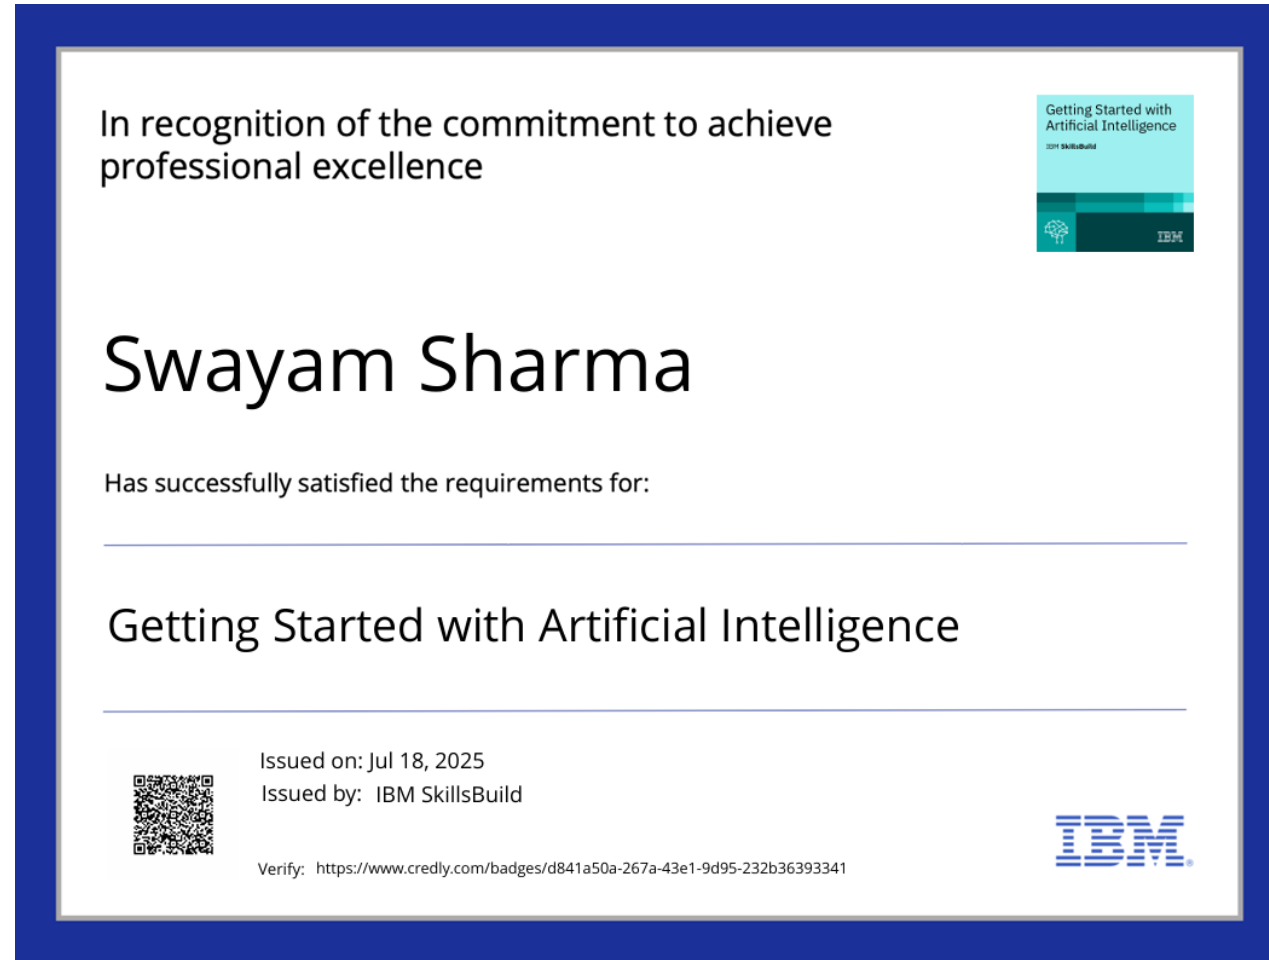 In recognition of the commitment to achieve
professional excellence
Getting Started with
Artificial Intelligence
IBM SkillsBuild
IBM
Swayam Sharma
Has successfully satisfied the requirements for:
Getting Started with Artificial Intelligence
Issued on: Jul 18, 2025
Issued by: IBM SkillsBuild
Verify: https://www.credly.com/badges/d841a50a-267a-43e1-9d95-232b36393341
IBM®